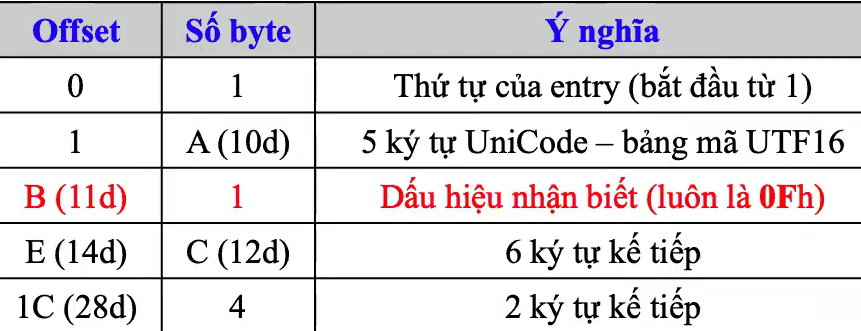 Offset Số byte Ý nghĩa
0 1 Thứ tự của entry (bắt đầu từ 1)
1 A (10d) 5 ký tự UniCode – bảng mã UTF16
B (11d) 1 Dấu hiệu nhận biết (luôn là 0Fh)
E (14d) C (12d) 6 ký tự kế tiếp
1C (28d) 4 2 ký tự kế tiếp